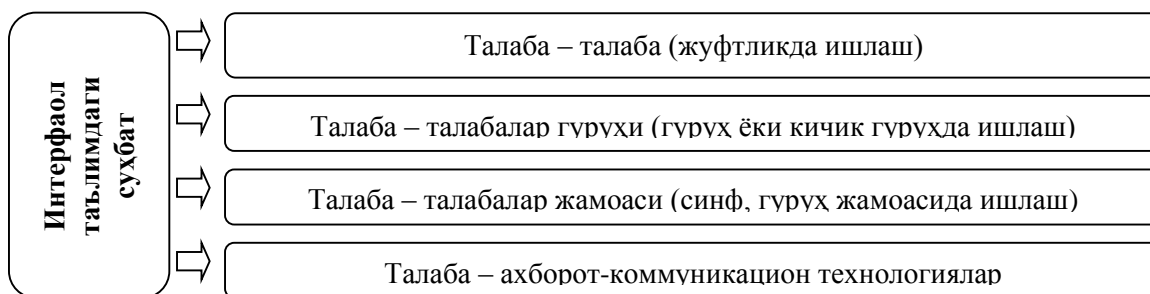 Интерфаол
таълимдаги
суҳбат
Талаба – талаба (жуфтликда ишлаш)
Талаба – талабалар гуруҳи (гуруҳ ёки кичик гуруҳда ишлаш)
Талаба – талабалар жамоаси (синф, гуруҳ жамоасида ишлаш)
Талаба – ахборот-коммуникацион технологиялар